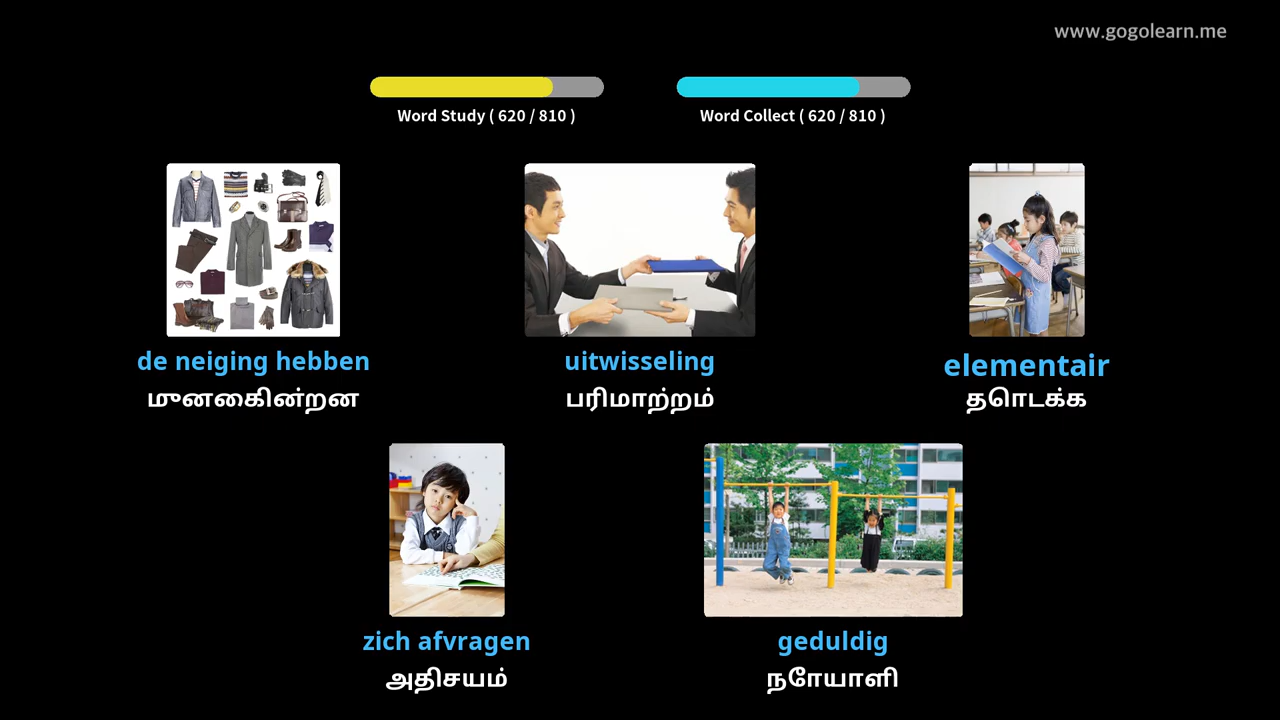 www.gogolearn.me
Word Study ( 620 / 810 )
Word Collect ( 620 / 810 )
de neiging hebben
முனைகின்றன
uitwisseling
பரிமாற்றம்
elementair
தொடக்க
zich afvragen
அதிசயம்
geduldig
நோயாளி